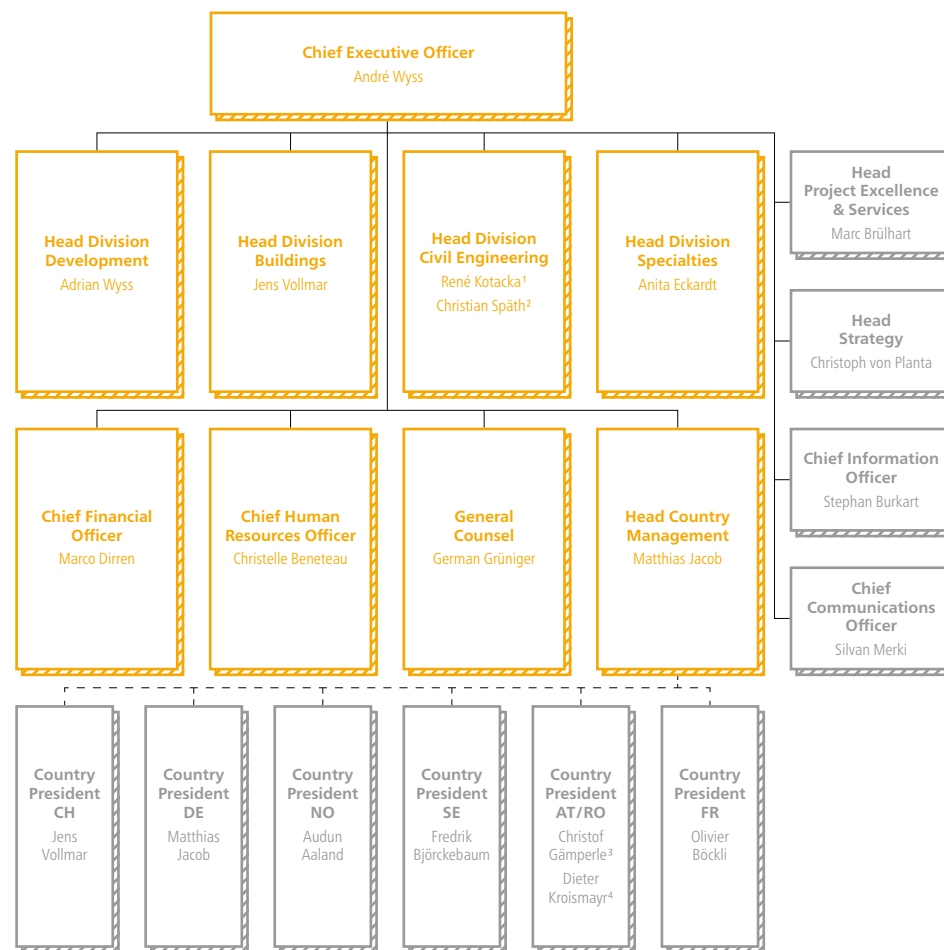 Chief Executive Officer
André Wyss
Head Division
Development
Adrian Wyss
Head Division
Buildings
Jens Vollmar
Head Division
Civil Engineering
René Kotacka¹
Christian Späth²
Head Division
Specialties
Anita Eckardt
Head
Project Excellence
& Services
Marc Brülhart
Head
Strategy
Christoph von Planta
Chief Financial
Officer
Marco Dirren
Chief Human
Resources Officer
Christelle Beneteau
General
Counsel
German Grüniger
Head Country
Management
Matthias Jacob
Chief Information
Officer
Stephan Burkart
Chief
Communications
Officer
Silvan Merki
Country
President
CH
Jens
Vollmar
Country
President
DE
Matthias
Jacob
Country
President
NO
Audun
Aaland
Country
President
SE
Fredrik
Björckebaum
Country
President
AT/RO
Christof
Gämperle³
Dieter
Kroismayr⁴
Country
President
FR
Olivier
Böckli